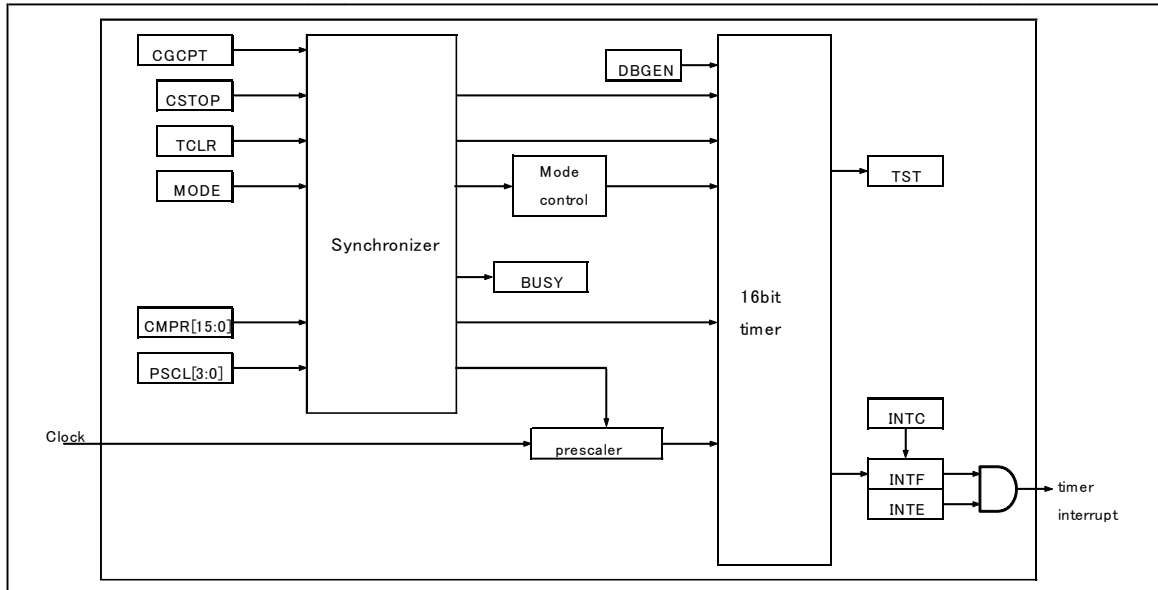 CGCPT
DBGEN
CSTOP
TCLR
Mode
control
TST
MODE
Synchronizer
BUSY
16bit
timer
CMPR[15:0]
PSCL[3:0]
INTC
Clock
prescaler
INTF
timer
interrupt
INTE